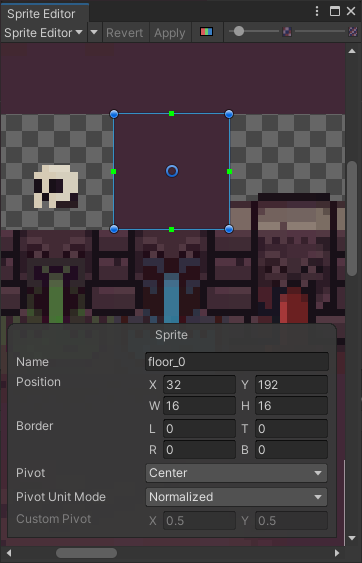 Sprite Editor
Sprite Editor Revert Apply
Sprite
Name floor_0
Position X 32 Y 192
W 16 H 16
Border L 0 T 0
R 0 B 0
Pivot Center
Pivot Unit Mode Normalized
Custom Pivot X 0.5 Y 0.5